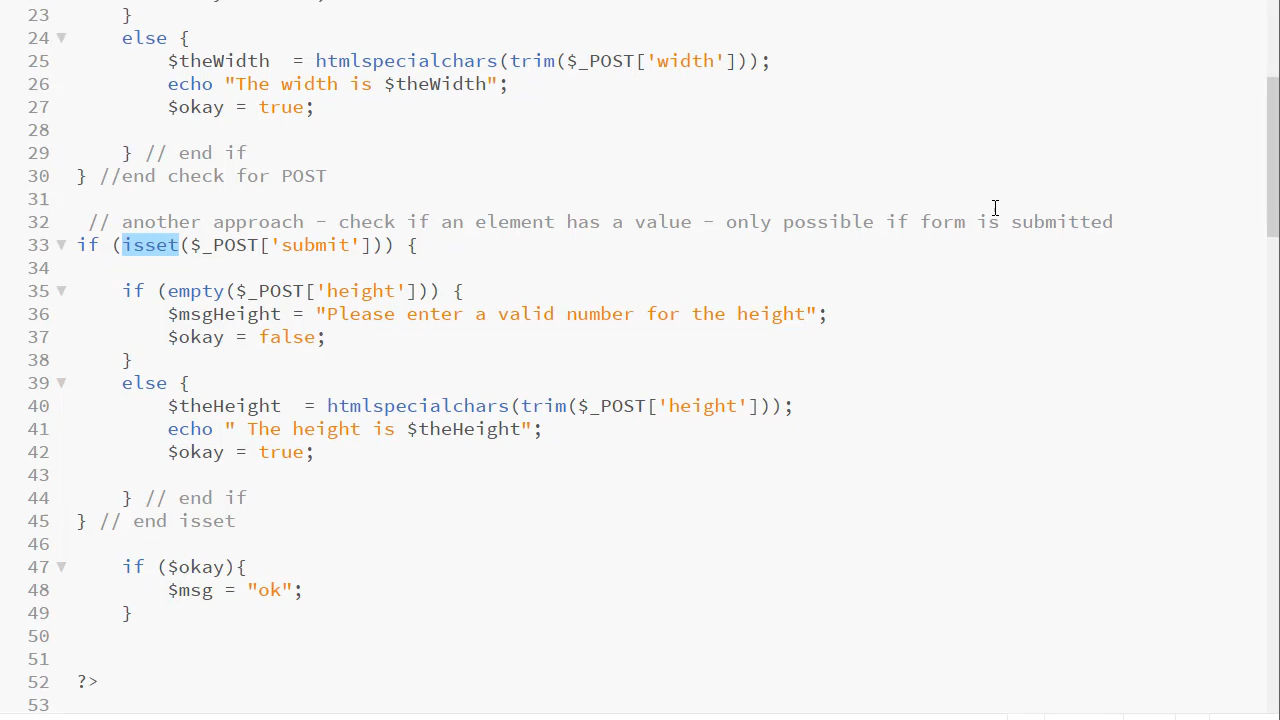 23 }
24 else {
25 $theWidth  = htmlspecialchars(trim($_POST['width']));
26 echo "The width is $theWidth";
27 $okay = true;
28
29 } // end if
30 } //end check for POST
31
32 // another approach - check if an element has a value - only possible if form is submitted
33 if (isset($_POST['submit'])) {
34
35 if (empty($_POST['height'])) {
36 $msgHeight = "Please enter a valid number for the height";
37 $okay = false;
38 }
39 else {
40 $theHeight  = htmlspecialchars(trim($_POST['height']));
41 echo " The height is $theHeight";
42 $okay = true;
43
44 } // end if
45 } // end isset
46
47 if ($okay){
48 $msg = "ok";
49 }
50
51
52 ?>
53